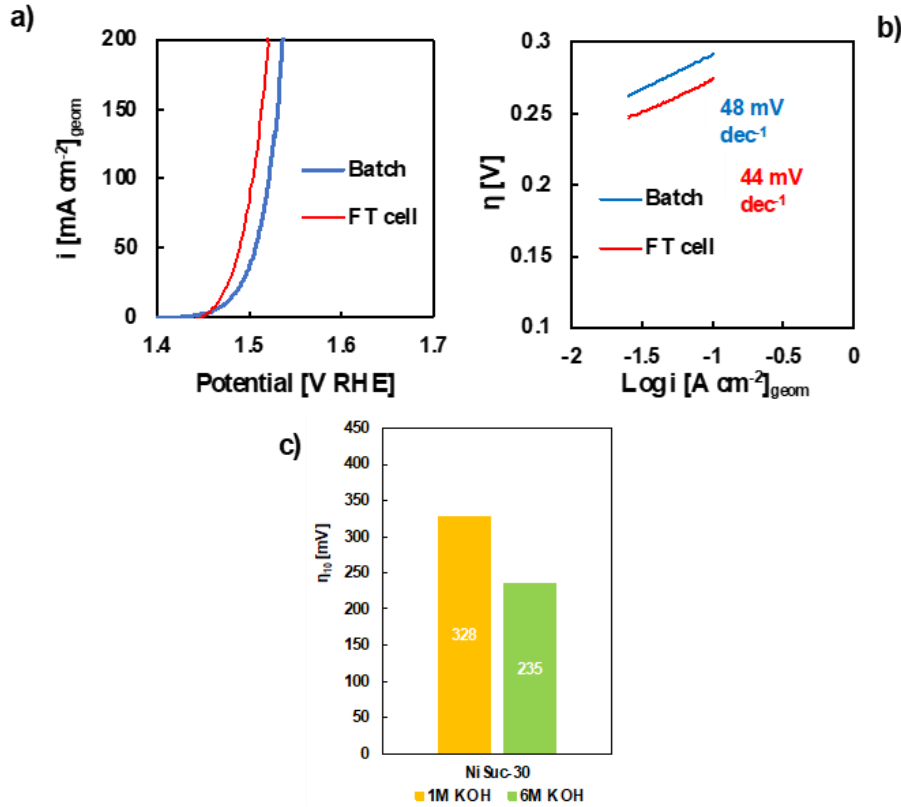 a)
200
150
100
50
0
i [mA cm⁻²]geom
Batch
FT cell
1.4 1.5 1.6 1.7
Potential [V RHE]
b)
0.3
0.25
0.2
0.15
0.1
η [V]
48 mV
dec⁻¹
44 mV
dec⁻¹
Batch
FT cell
-2 -1.5 -1 -0.5 0
Log i [A cm⁻²]geom
c)
450
400
350
300
250
200
150
100
50
0
η₁₀ [mV]
328
235
Ni Suc-30
1M KOH 6M KOH